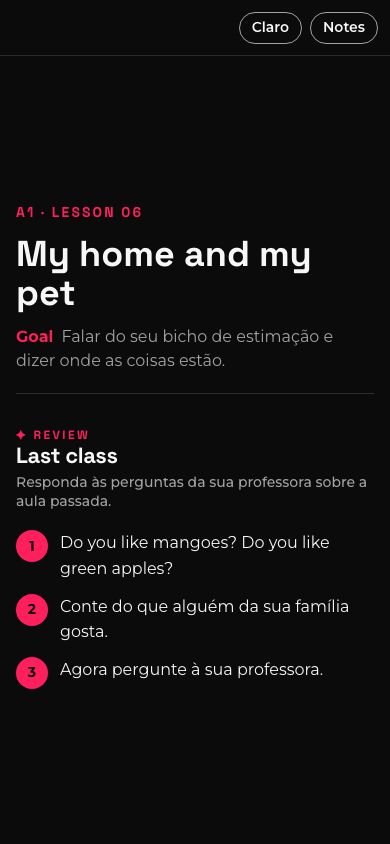 Claro
Notes
A1 · LESSON 06
My home and my
pet
Goal Falar do seu bicho de estimação e
dizer onde as coisas estão.
✦ REVIEW
Last class
Responda às perguntas da sua professora sobre a
aula passada.
1 Do you like mangoes? Do you like
green apples?
2 Conte do que alguém da sua família
gosta.
3 Agora pergunte à sua professora.